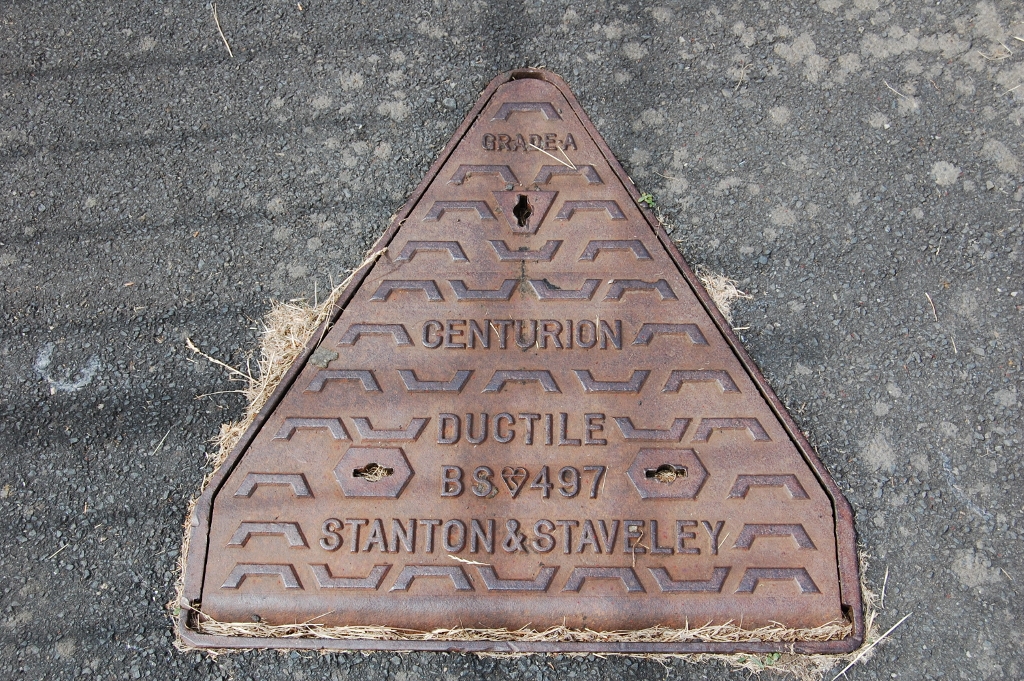 GRADE·A
CENTURION
DUCTILE
BS 497
STANTON & STAVELEY